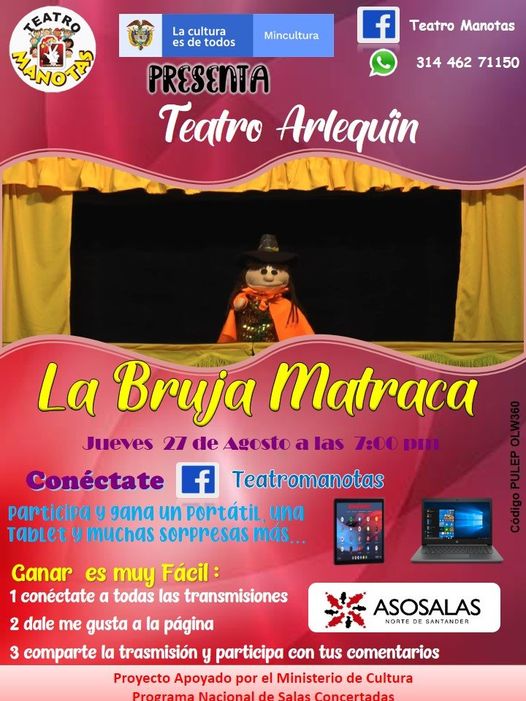 TEATRO
MANOTAS
La cultura
es de todos
Mincultura
Teatro Manotas
314 462 71150
PRESENTA
Teatro Arlequín
La Bruja Matraca
Jueves 27 de Agosto a las 7:00 pm
Código PULEP OLW360
Conéctate
Teatromanotas
Participa y gana un Portátil, una
Tablet y muchas sorpresas más...
Ganar es muy Fácil :
1 conéctate a todas las transmisiones
2 dale me gusta a la página
3 comparte la trasmisión y participa con tus comentarios
ASOSALAS
NORTE DE SANTANDER
Proyecto Apoyado por el Ministerio de Cultura
Programa Nacional de Salas Concertadas